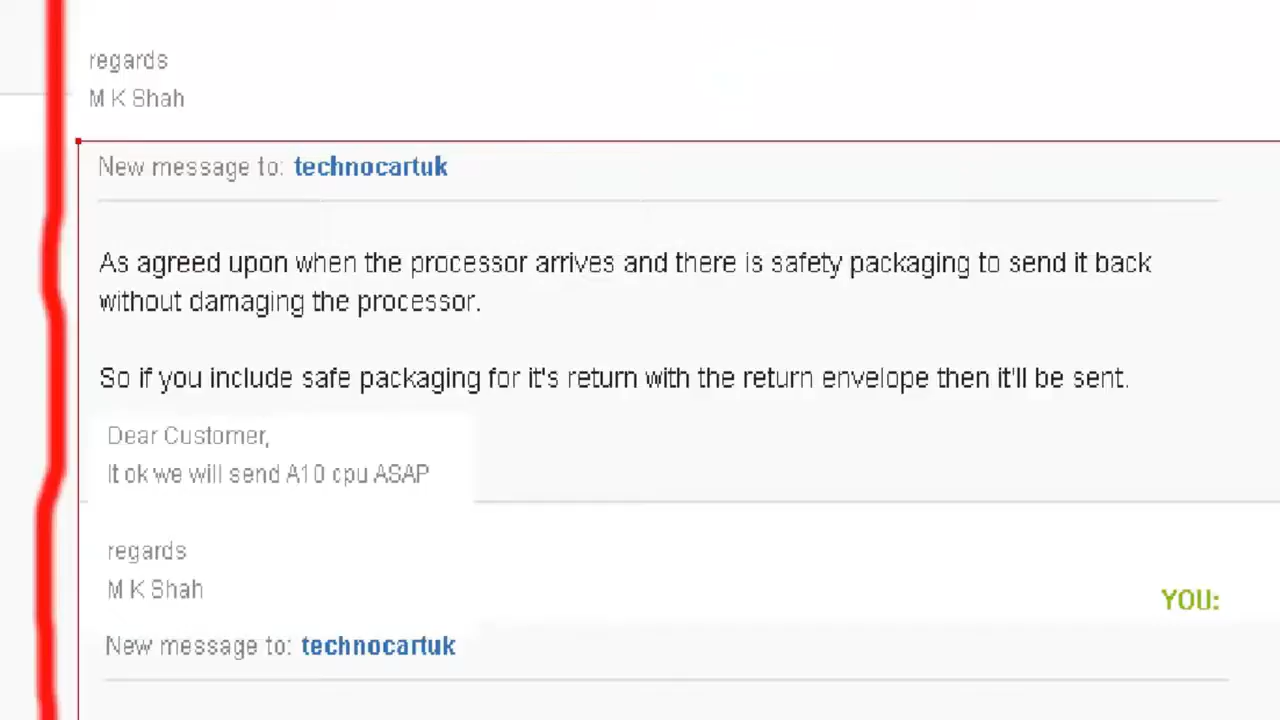 regards
M K Shah
New message to: technocartuk
As agreed upon when the processor arrives and there is safety packaging to send it back
without damaging the processor.
So if you include safe packaging for it's return with the return envelope then it'll be sent.
Dear Customer,
It ok we will send A10 cpu ASAP
regards
M K Shah
YOU:
New message to: technocartuk